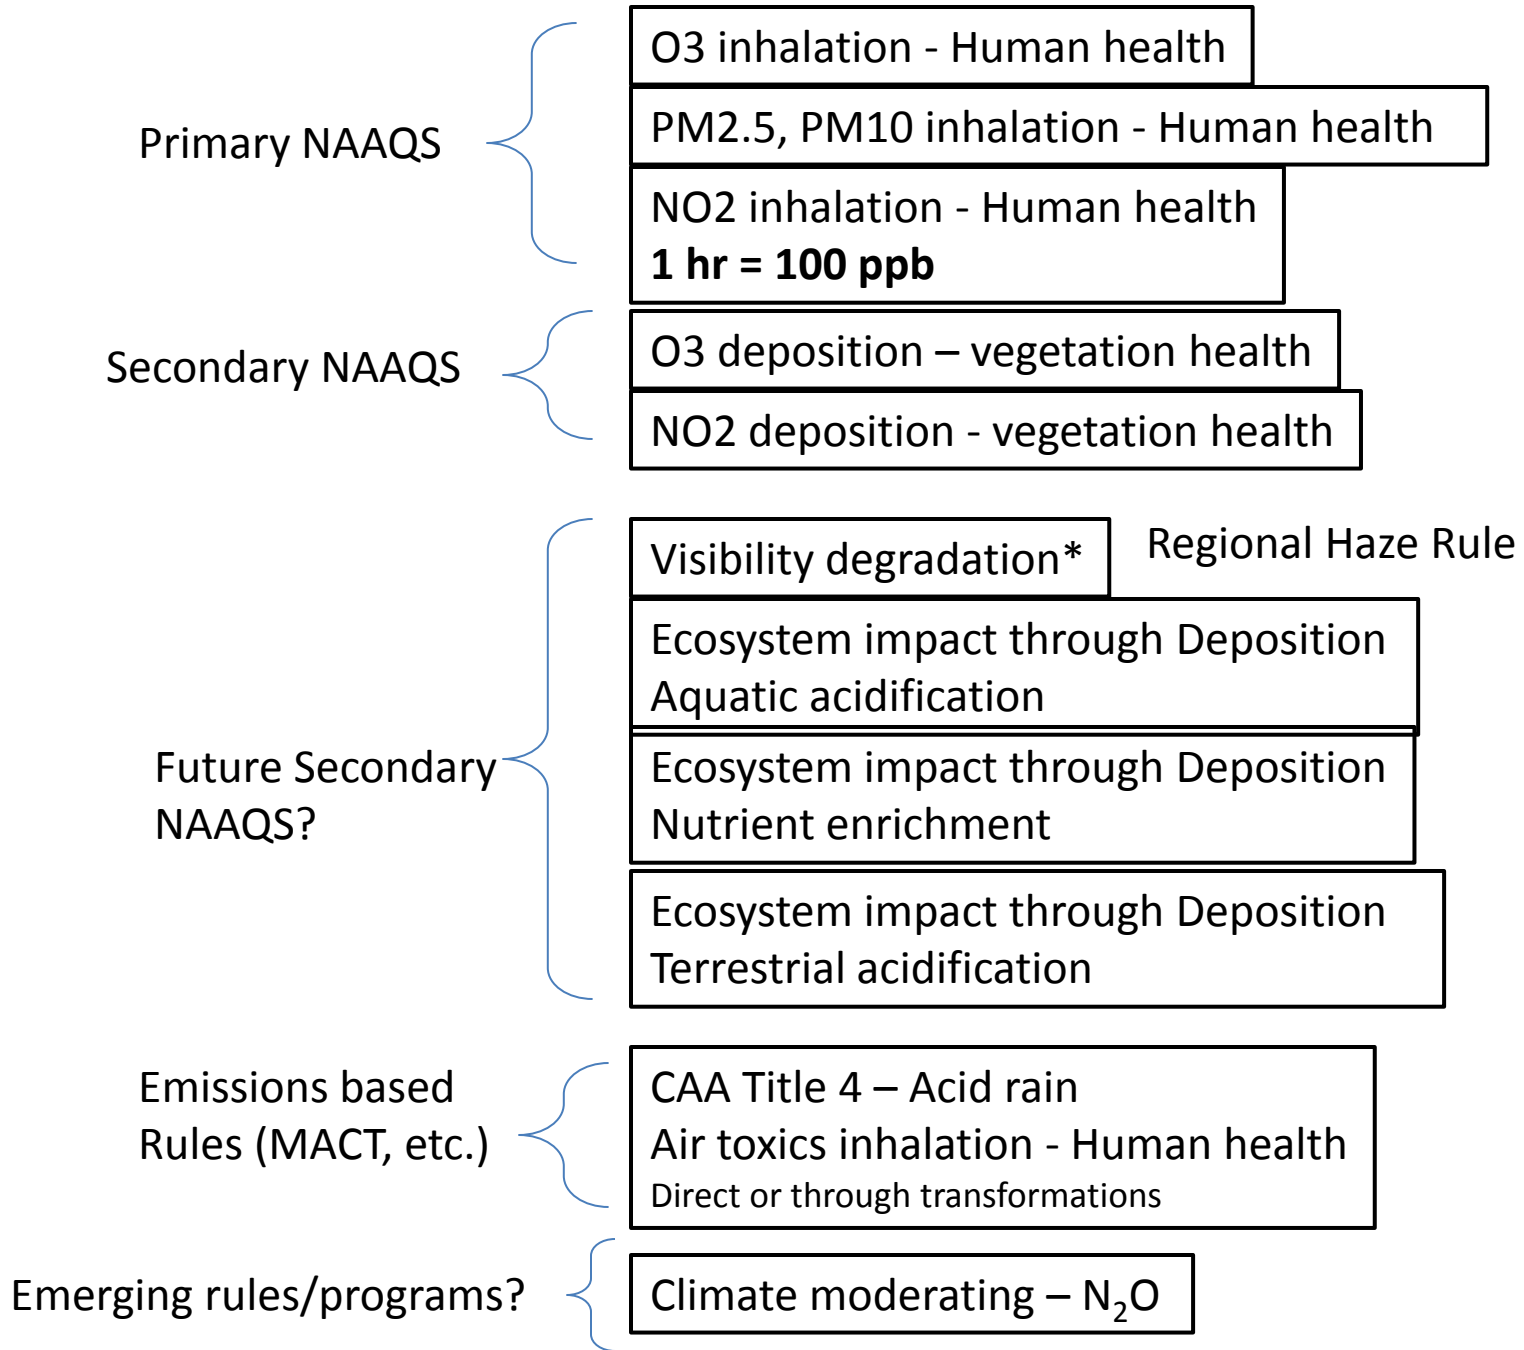 Primary NAAQS
O3 inhalation - Human health
PM2.5, PM10 inhalation - Human health
NO2 inhalation - Human health
1 hr = 100 ppb
Secondary NAAQS
O3 deposition – vegetation health
NO2 deposition - vegetation health
Future Secondary
NAAQS?
Visibility degradation*
Regional Haze Rule
Ecosystem impact through Deposition
Aquatic acidification
Ecosystem impact through Deposition
Nutrient enrichment
Ecosystem impact through Deposition
Terrestrial acidification
Emissions based
Rules (MACT, etc.)
CAA Title 4 – Acid rain
Air toxics inhalation - Human health
Direct or through transformations
Emerging rules/programs?
Climate moderating – N₂O